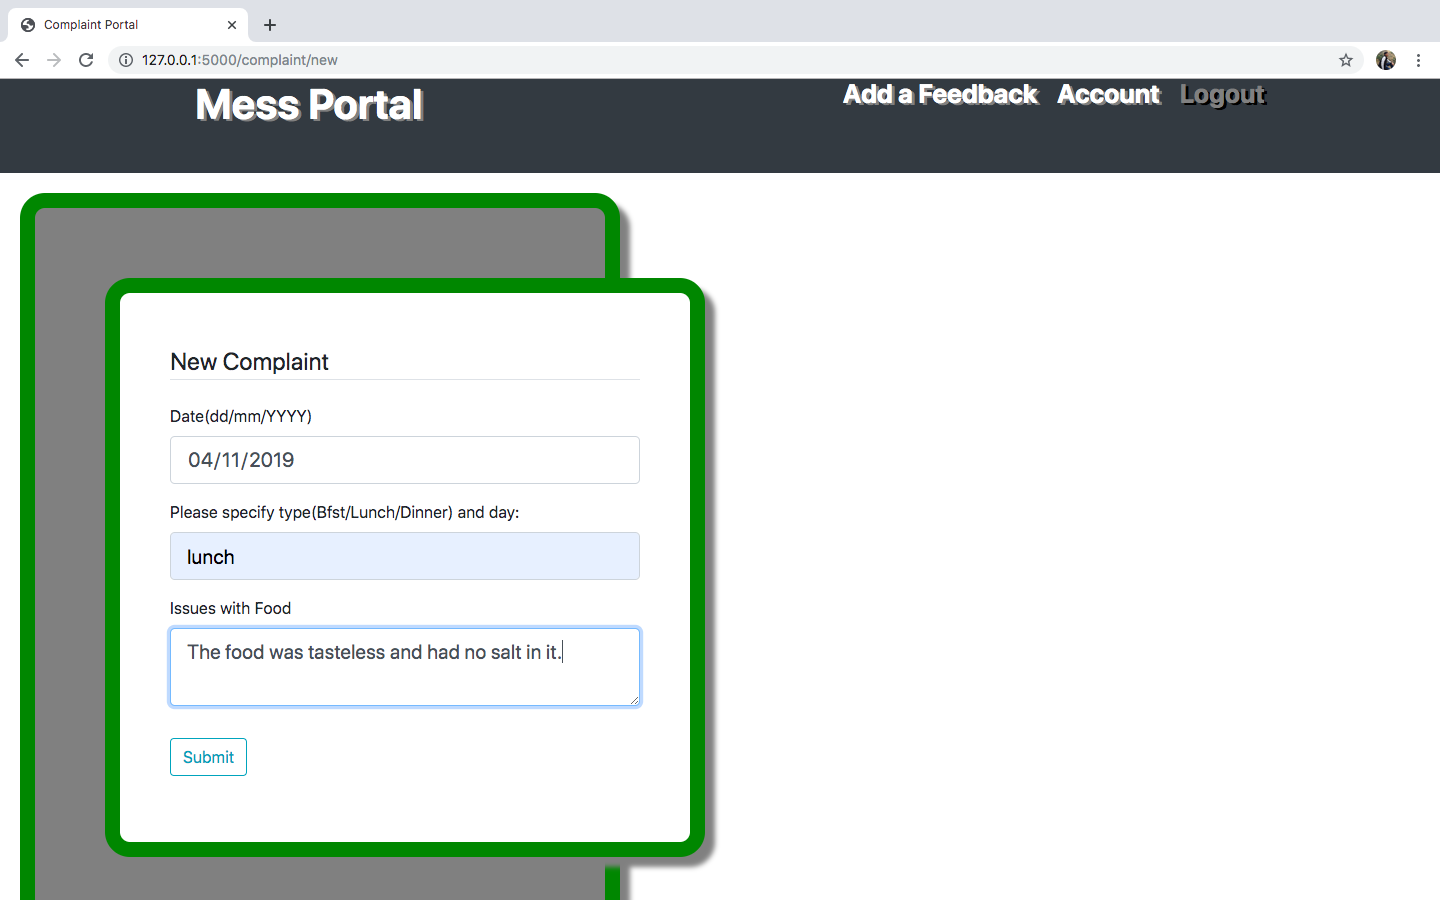 Complaint Portal
127.0.0.1:5000/complaint/new
Mess Portal
Add a Feedback Account Logout
New Complaint
Date(dd/mm/YYYY)
04/11/2019
Please specify type(Bfst/Lunch/Dinner) and day:
lunch
Issues with Food
The food was tasteless and had no salt in it.
Submit